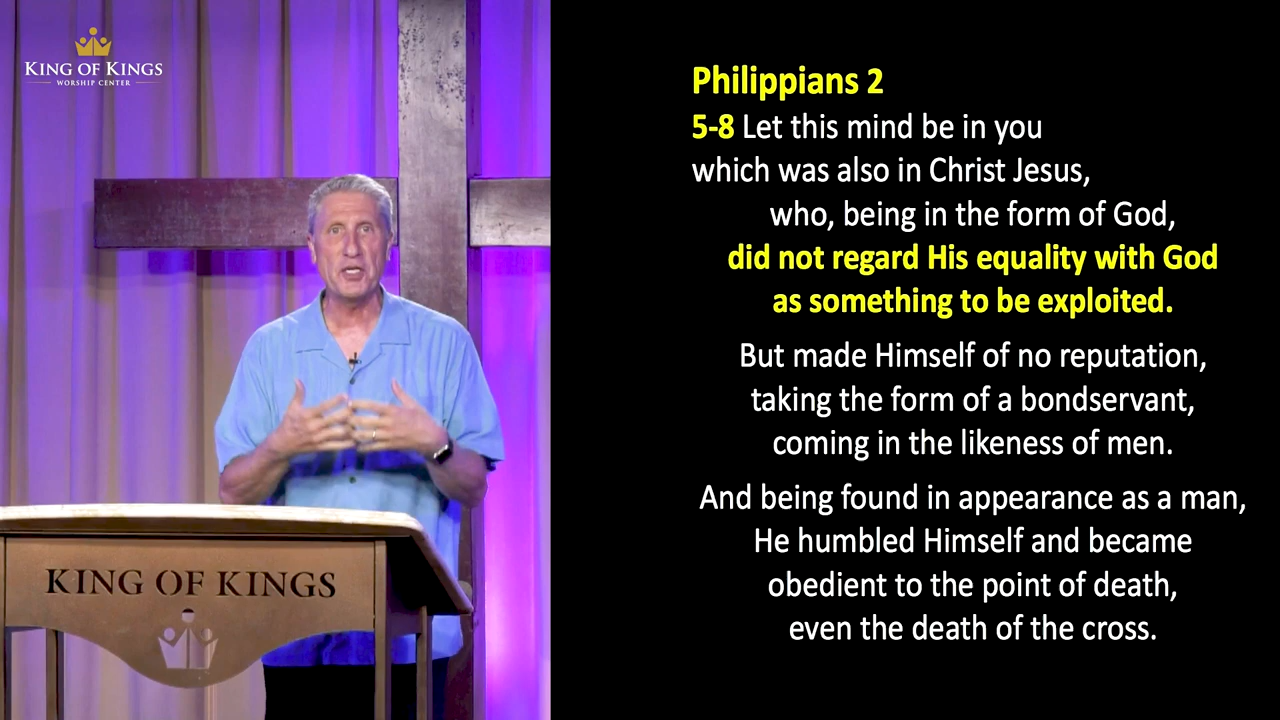 KING OF KINGS
WORSHIP CENTER
KING OF KINGS
Philippians 2
5-8 Let this mind be in you
which was also in Christ Jesus,
who, being in the form of God,
did not regard His equality with God
as something to be exploited.
But made Himself of no reputation,
taking the form of a bondservant,
coming in the likeness of men.
And being found in appearance as a man,
He humbled Himself and became
obedient to the point of death,
even the death of the cross.